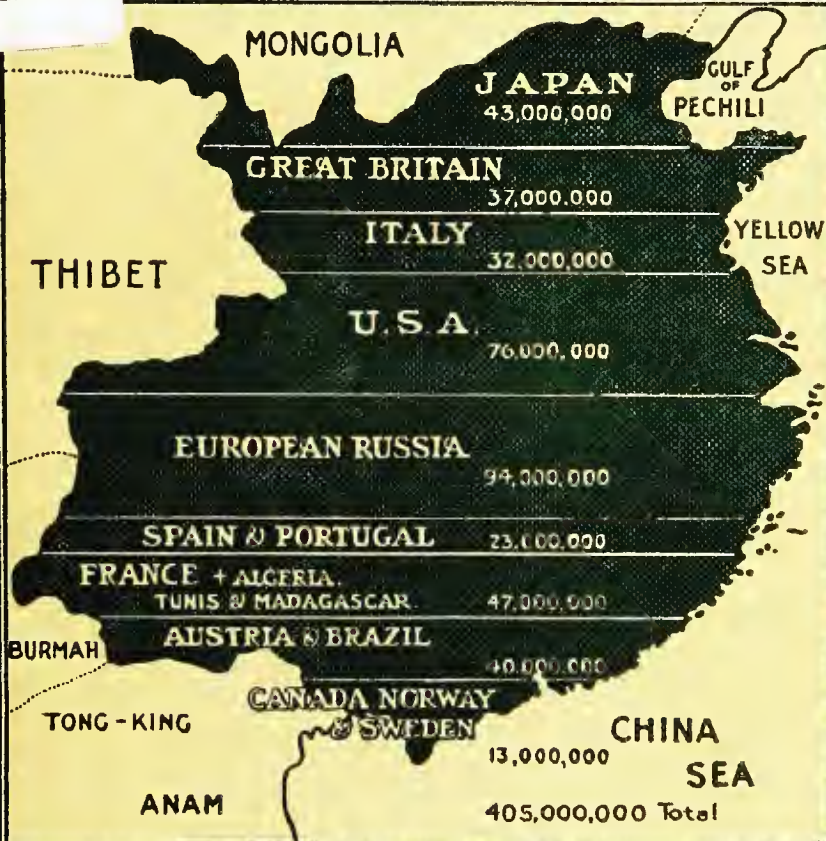 MONGOLIA
JAPAN
43,000,000
GULF
OF
PECHILI
GREAT BRITAIN
37,000.000
ITALY
32,000,000
YELLOW
SEA
THIBET
U.S.A.
76,000,000
EUROPEAN RUSSIA
94,000,000
SPAIN & PORTUGAL 23,000,000
FRANCE + ALGERIA.
TUNIS & MADAGASCAR. 47,000,000
AUSTRIA & BRAZIL
40,000,000
BURMAH
CANADA NORWAY
& SWEDEN
13,000,000
TONG-KING
CHINA
SEA
ANAM
405,000,000 Total